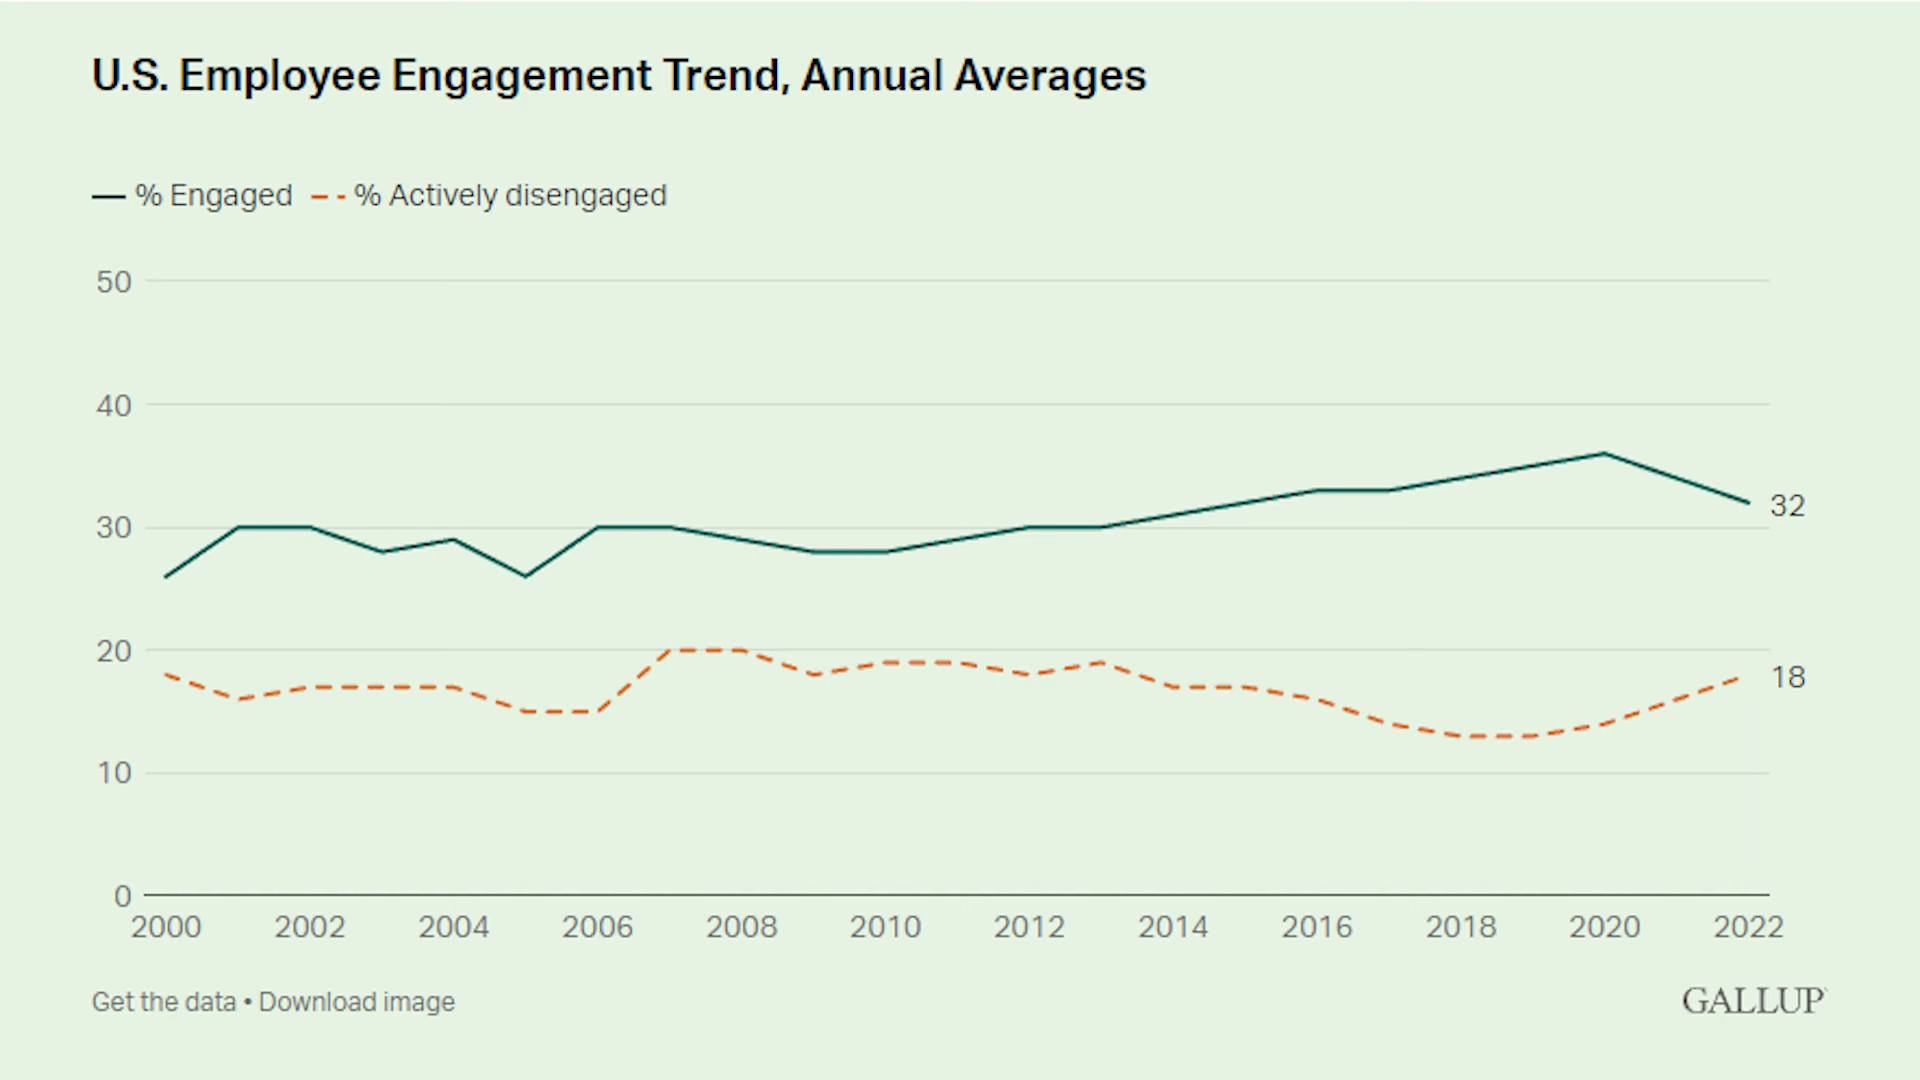 U.S. Employee Engagement Trend, Annual Averages
% Engaged % Actively disengaged
50
40
30
20
10
0
32
18
2000 2002 2004 2006 2008 2010 2012 2014 2016 2018 2020 2022
Get the data • Download image
GALLUP